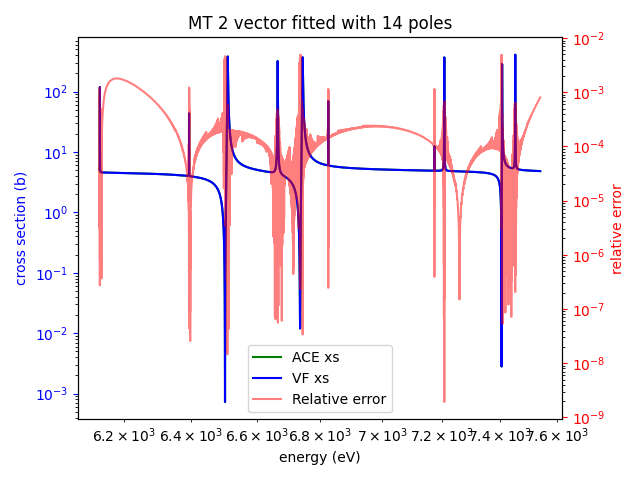 MT 2 vector fitted with 14 poles
10⁻²
10²
10⁻³
10¹
10⁻⁴
10⁰
10⁻⁵
10⁻¹
10⁻⁶
10⁻²
10⁻⁷
10⁻³
10⁻⁸
10⁻⁹
cross section (b)
relative error
ACE xs
VF xs
Relative error
6.2 × 10³ 6.4 × 10³ 6.6 × 10³ 6.8 × 10³ 7 × 10³ 7.2 × 10³ 7.4 × 10³ 7.6 × 10³
energy (eV)